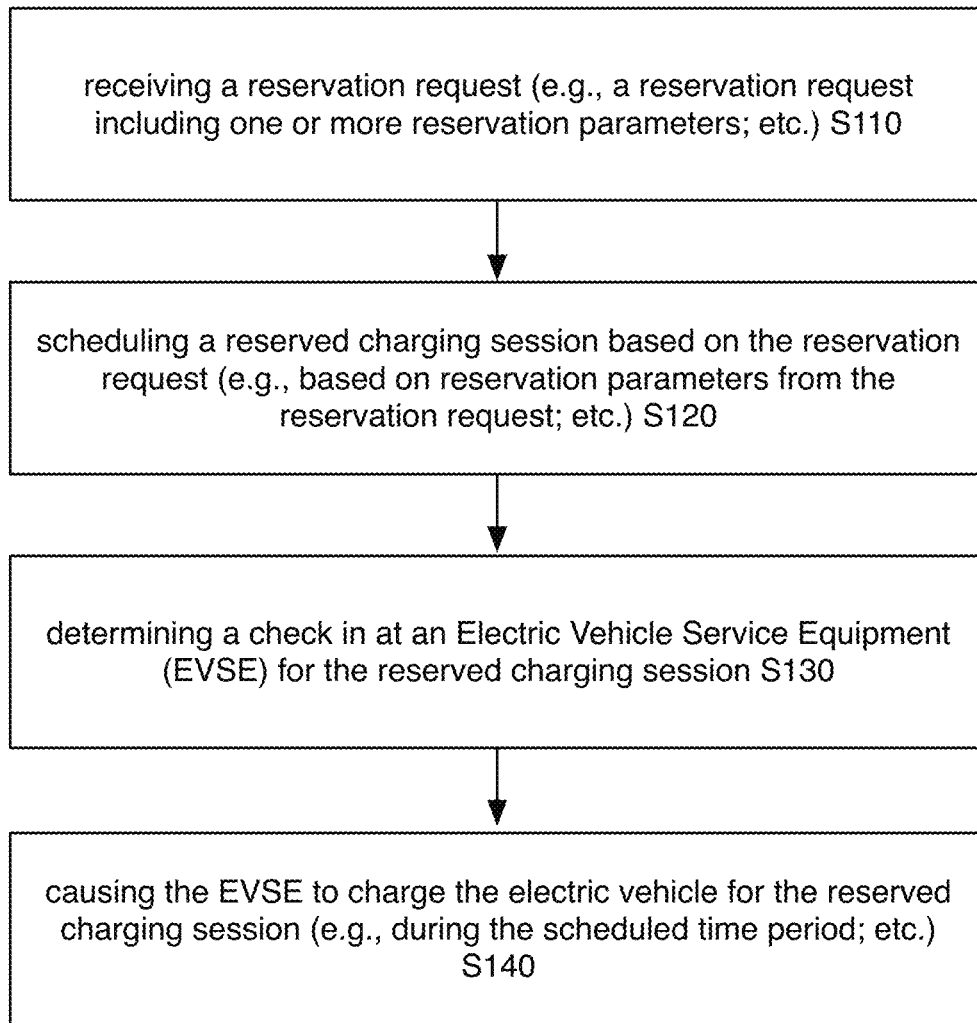 receiving a reservation request (e.g., a reservation request
including one or more reservation parameters; etc.) S110
scheduling a reserved charging session based on the reservation
request (e.g., based on reservation parameters from the
reservation request; etc.) S120
determining a check in at an Electric Vehicle Service Equipment
(EVSE) for the reserved charging session S130
causing the EVSE to charge the electric vehicle for the reserved
charging session (e.g., during the scheduled time period; etc.)
S140